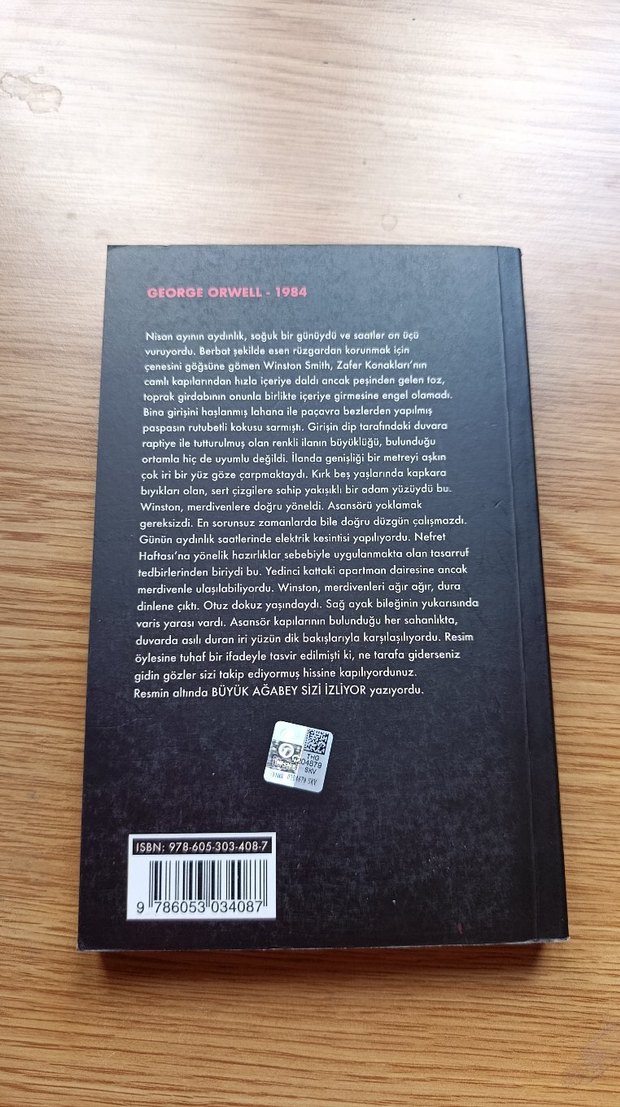 GEORGE ORWELL - 1984
Nisan ayının aydınlık, soğuk bir günüydü ve saatler on üçü
vuruyordu. Berbat şekilde esen rüzgardan korunmak için
çenesini göğsüne gömen Winston Smith, Zafer Konakları'nın
camlı kapılarından hızla içeriye daldı ancak peşinden gelen toz,
toprak girdabının onunla birlikte içeriye girmesine engel olamadı.
Bina girişini haşlanmış lahana ile paçavra bezlerden yapılmış
paspasın rutubetli kokusu sarmıştı. Girişin dip tarafındaki duvara
raptiye ile tutturulmuş olan renkli ilanın büyüklüğü, bulunduğu
ortamla hiç de uyumlu değildi. İlanda genişliği bir metreyi aşkın
çok iri bir yüz göze çarpmaktaydı. Kırk beş yaşlarında kapkara
bıyıkları olan, sert çizgilere sahip yakışıklı bir adam yüzüydü bu.
Winston, merdivenlere doğru yöneldi. Asansörü yoklamak
gereksizdi. En sorunsuz zamanlarda bile doğru düzgün çalışmazdı.
Günün aydınlık saatlerinde elektrik kesintisi yapılıyordu. Nefret
Haftası'na yönelik hazırlıklar sebebiyle uygulanmakta olan tasarruf
tedbirlerinden biriydi bu. Yedinci kattaki apartman dairesine ancak
merdivenle ulaşılabiliyordu. Winston, merdivenleri ağır ağır, dura
dinlene çıktı. Otuz dokuz yaşındaydı. Sağ ayak bileğinin yukarısında
varis yarası vardı. Asansör kapılarının bulunduğu her sahanlıkta,
duvarda asılı duran iri yüzün dik bakışlarıyla karşılaşılıyordu. Resim
öylesine tuhaf bir ifadeyle tasvir edilmişti ki, ne tarafa giderseniz
gidin gözler sizi takip ediyormuş hissine kapılıyordunuz.
Resmin altında BÜYÜK AĞABEY SİZİ İZLİYOR yazıyordu.
THQ
SKV
ISBN: 978-605-303-408-7
9 786053 034087